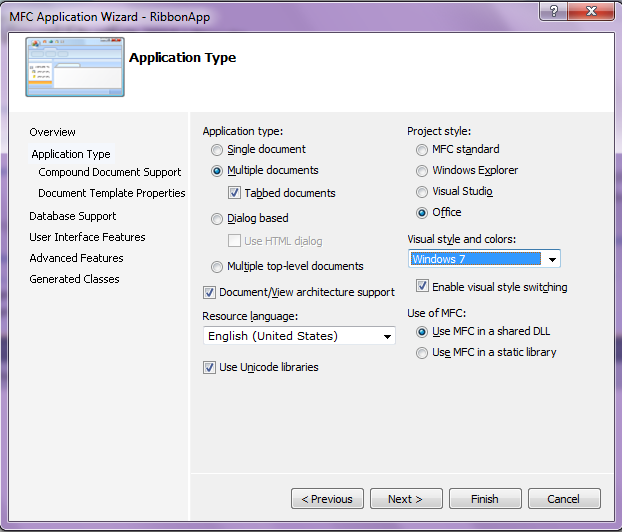 MFC Application Wizard - RibbonApp
?
Application Type
Overview
Application Type
Compound Document Support
Document Template Properties
Database Support
User Interface Features
Advanced Features
Generated Classes
Application type:
Single document
Multiple documents
Tabbed documents
Dialog based
Use HTML dialog
Multiple top-level documents
Document/View architecture support
Resource language:
English (United States)
Use Unicode libraries
Project style:
MFC standard
Windows Explorer
Visual Studio
Office
Visual style and colors:
Windows 7
Enable visual style switching
Use of MFC:
Use MFC in a shared DLL
Use MFC in a static library
< Previous
Next >
Finish
Cancel